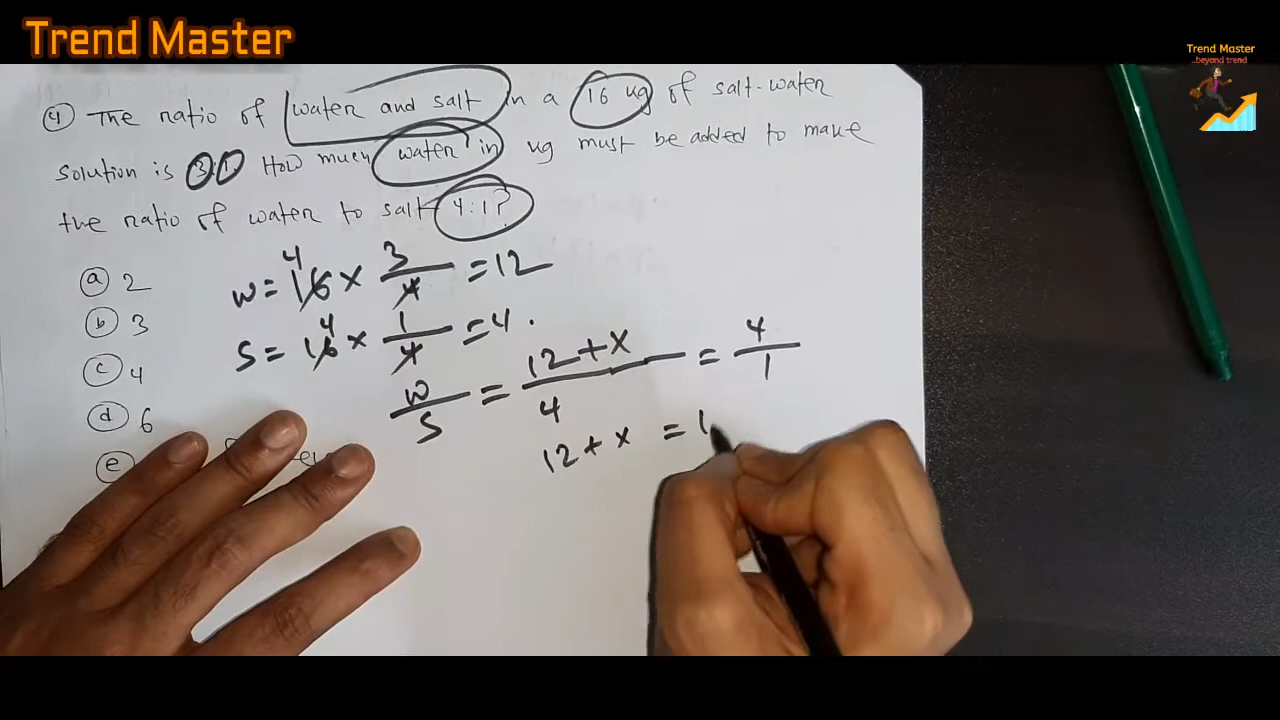 Trend Master
Trend Master
..beyond trend
④ The ratio of water and salt in a 16 kg of salt-water
solution is 3:1. How much water in kg must be added to make
the ratio of water to salt 4:1?
ⓐ 2
ⓑ 3
ⓒ 4
ⓓ 6
ⓔ
W = 16 4 × 3/4 = 12
S = 16 4 × 1/4 = 4.
W/S = 12+x/4 = 4/1
12+x = 1